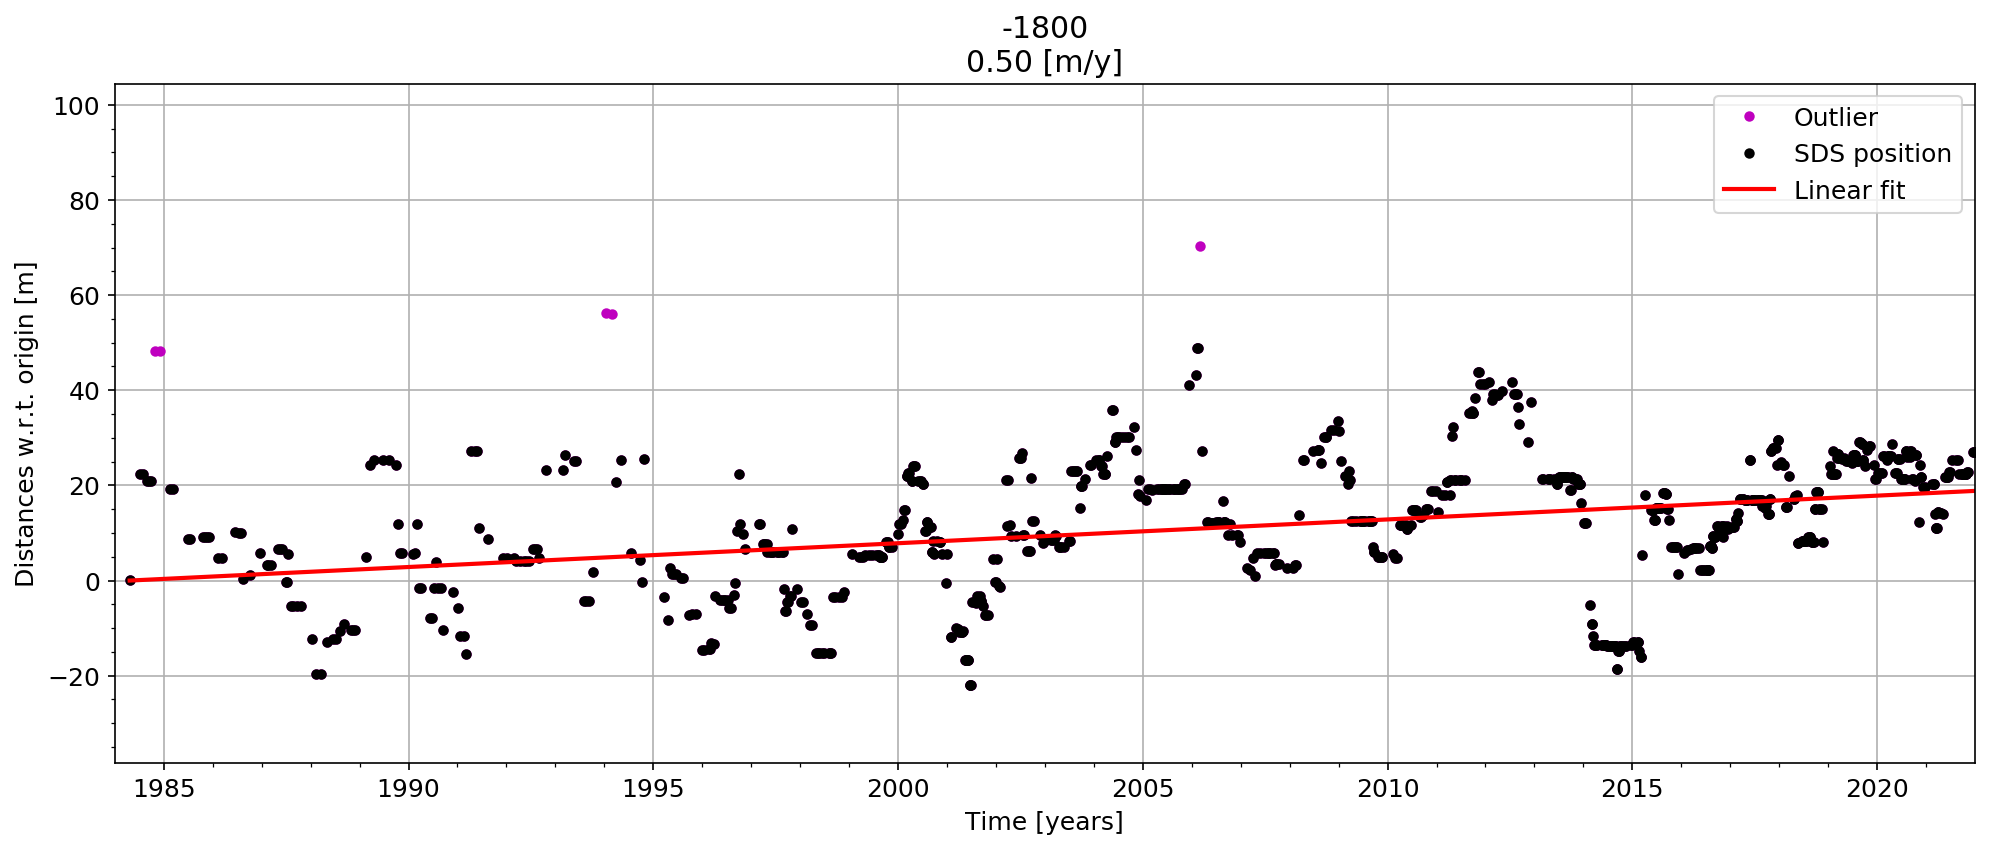 -1800
0.50 [m/y]
Distances w.r.t. origin [m]
100
80
60
40
20
0
−20
Outlier
SDS position
Linear fit
1985 1990 1995 2000 2005 2010 2015 2020
Time [years]